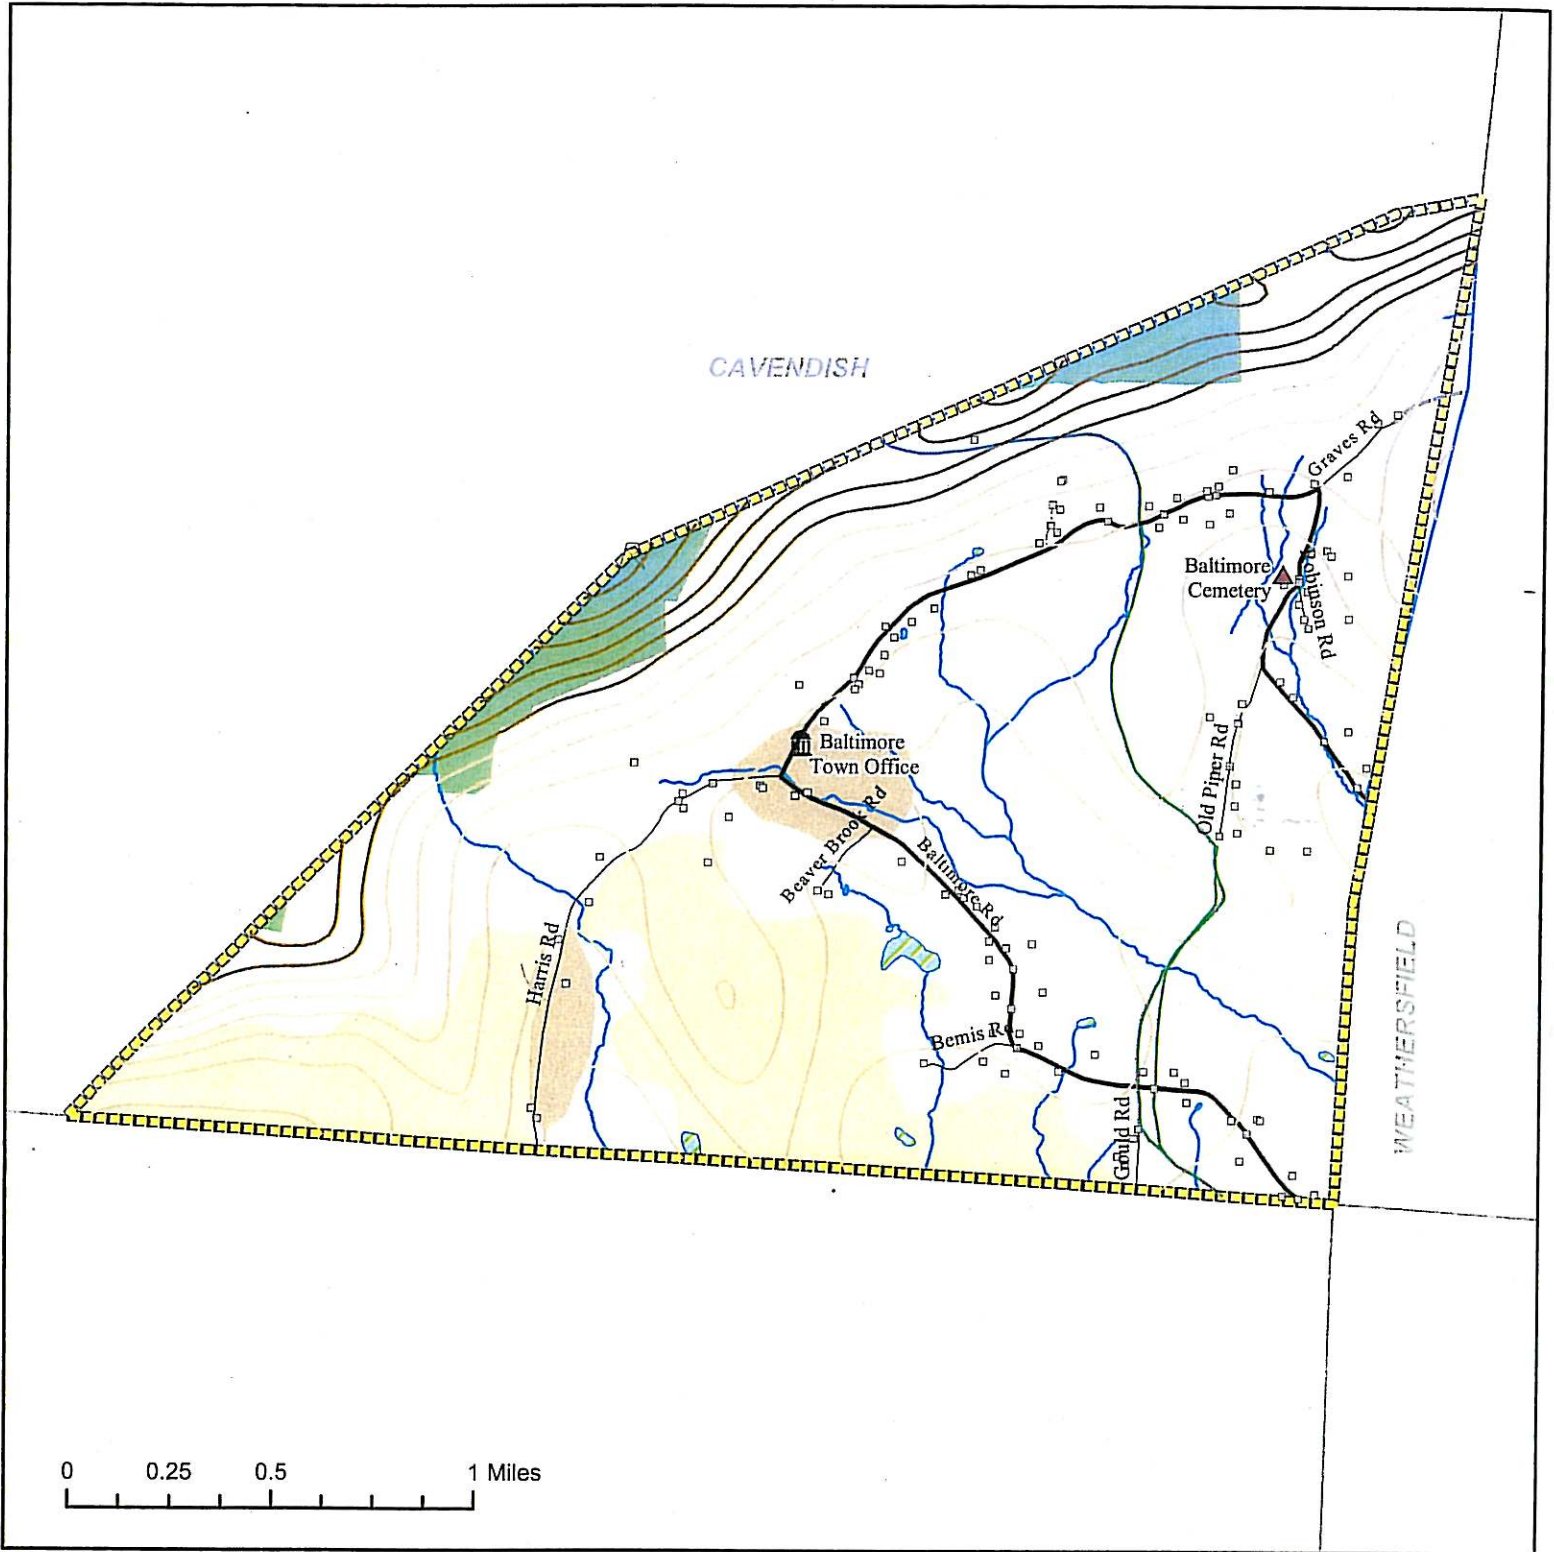 CAVENDISH
Graves Rd
Baltimore
Cemetery
Robinson Rd
Baltimore
Town Office
Old Piper Rd
Beaver Brook Rd
Baltimore Rd
Harris Rd
WEATHERSFIELD
Bemis Rd
Gould Rd
0 0.25 0.5 1 Miles